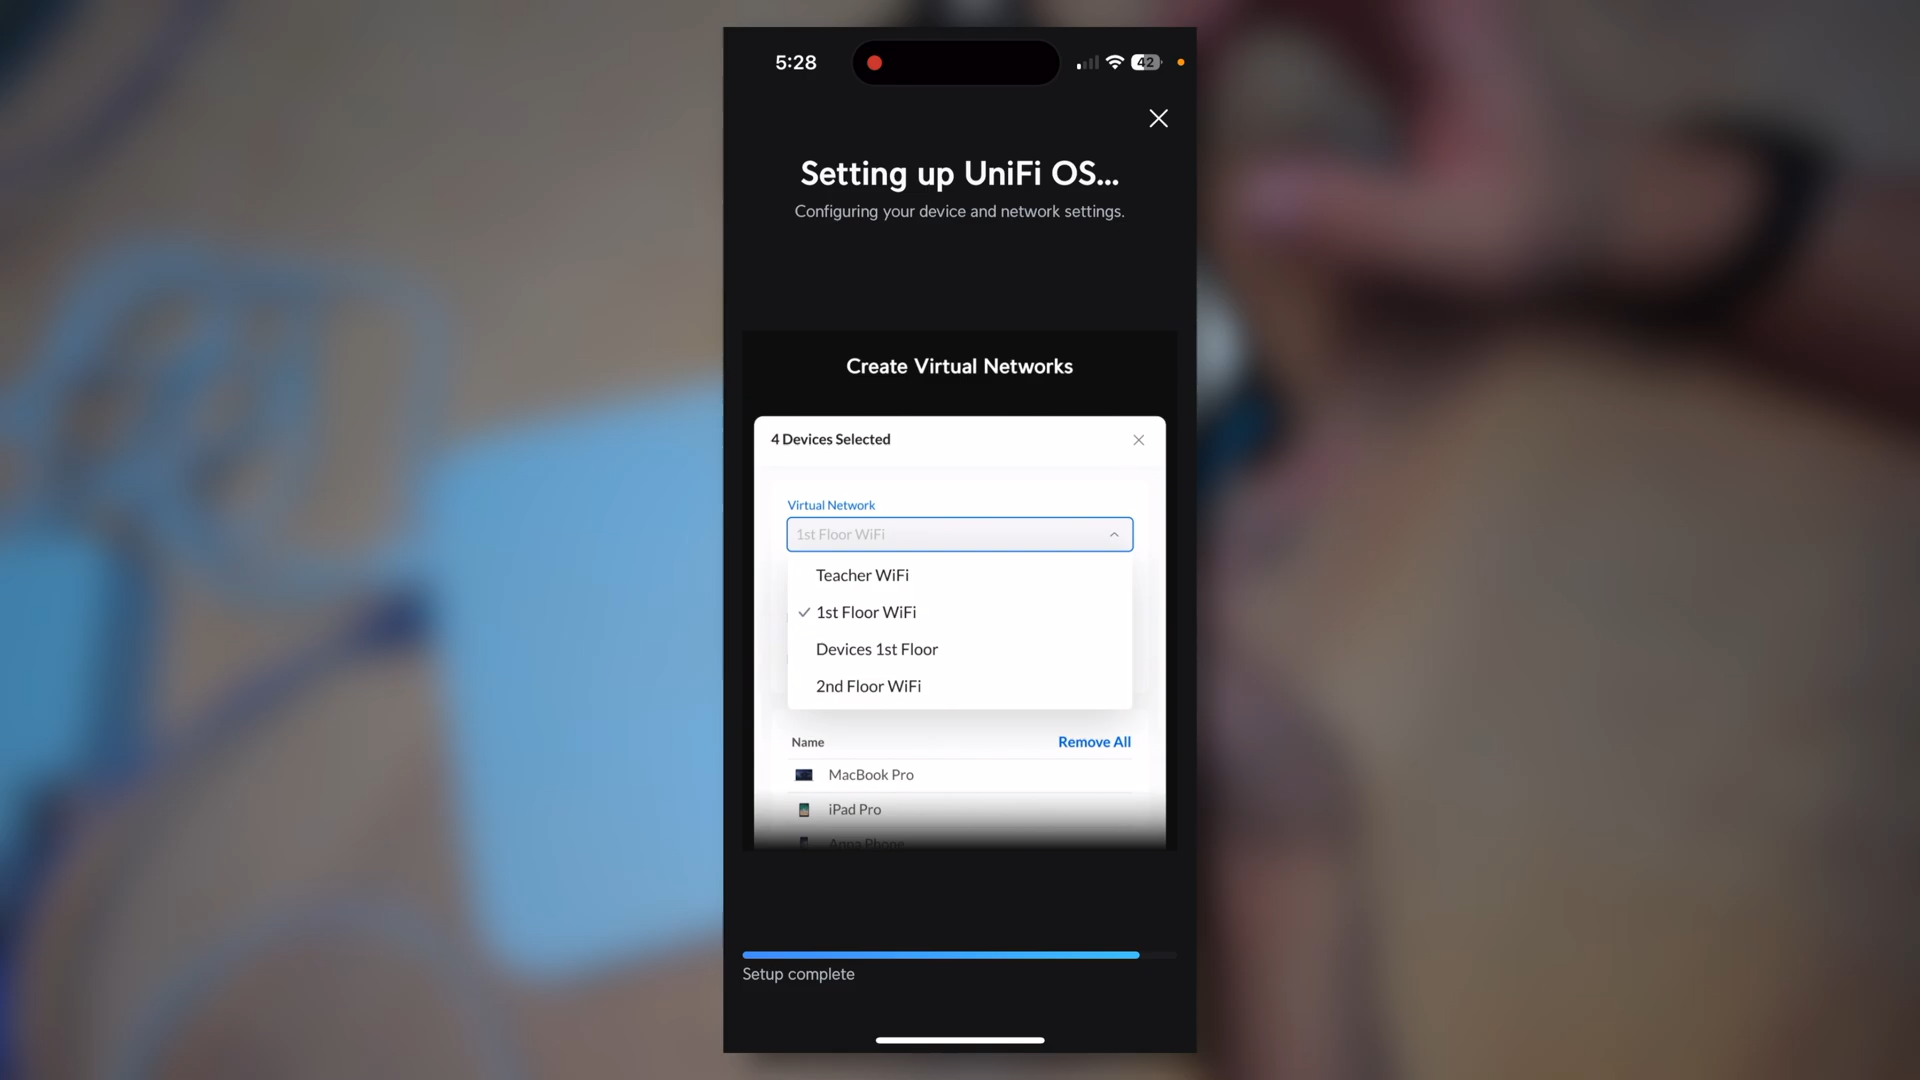 5:28
42
Setting up UniFi OS...
Configuring your device and network settings.
Create Virtual Networks
4 Devices Selected
Virtual Network
1st Floor WiFi
Teacher WiFi
1st Floor WiFi
Devices 1st Floor
2nd Floor WiFi
Name Remove All
MacBook Pro
iPad Pro
Anna Phone
Setup complete